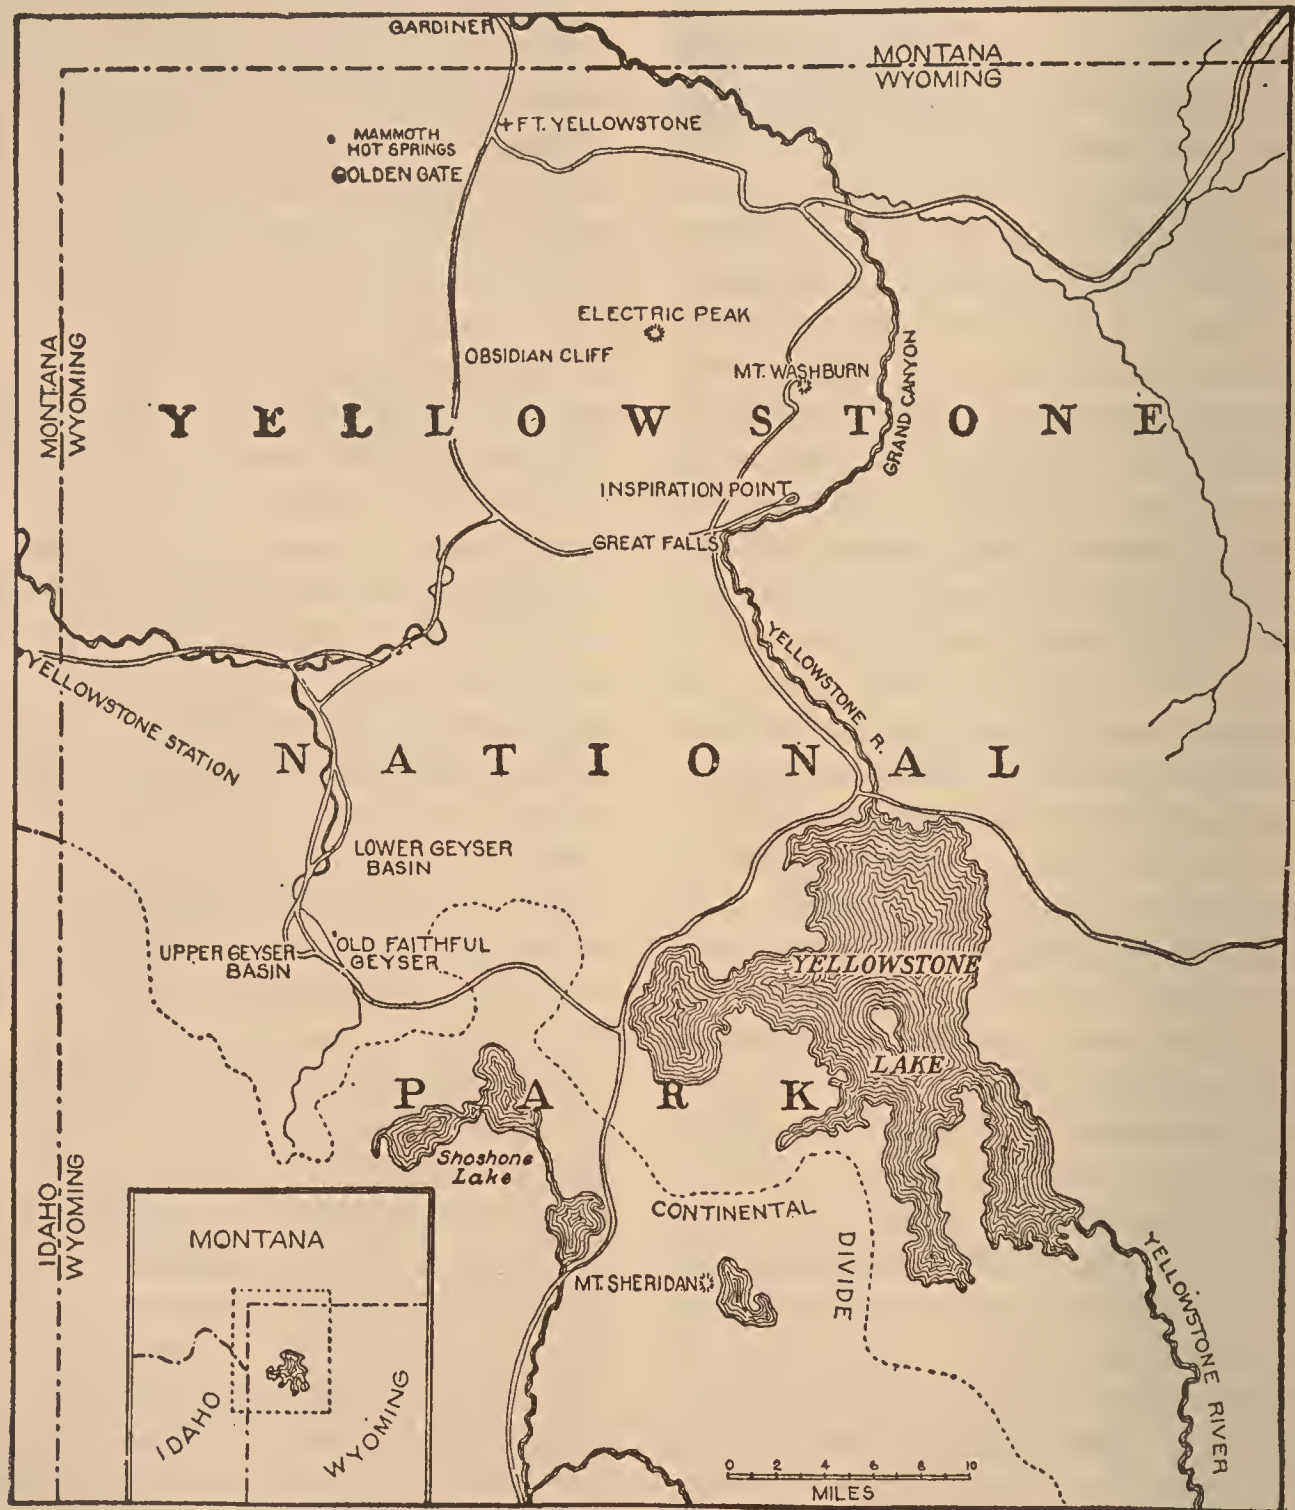 GARDINER
MONTANA
WYOMING
+FT. YELLOWSTONE
MAMMOTH
HOT SPRINGS
GOLDEN GATE
ELECTRIC PEAK
OBSIDIAN CLIFF
MT. WASHBURN
GRAND CANYON
MONTANA
WYOMING
YELLOWSTONE
INSPIRATION POINT
GREAT FALLS
YELLOWSTONE R.
YELLOWSTONE STATION
NATIONAL
LOWER GEYSER
BASIN
UPPER GEYSER
BASIN
OLD FAITHFUL
GEYSER
YELLOWSTONE
LAKE
PARK
Shoshone
Lake
IDAHO
WYOMING
CONTINENTAL
DIVIDE
MT. SHERIDAN
YELLOWSTONE RIVER
MONTANA
IDAHO
WYOMING
0 2 4 6 8 10
MILES